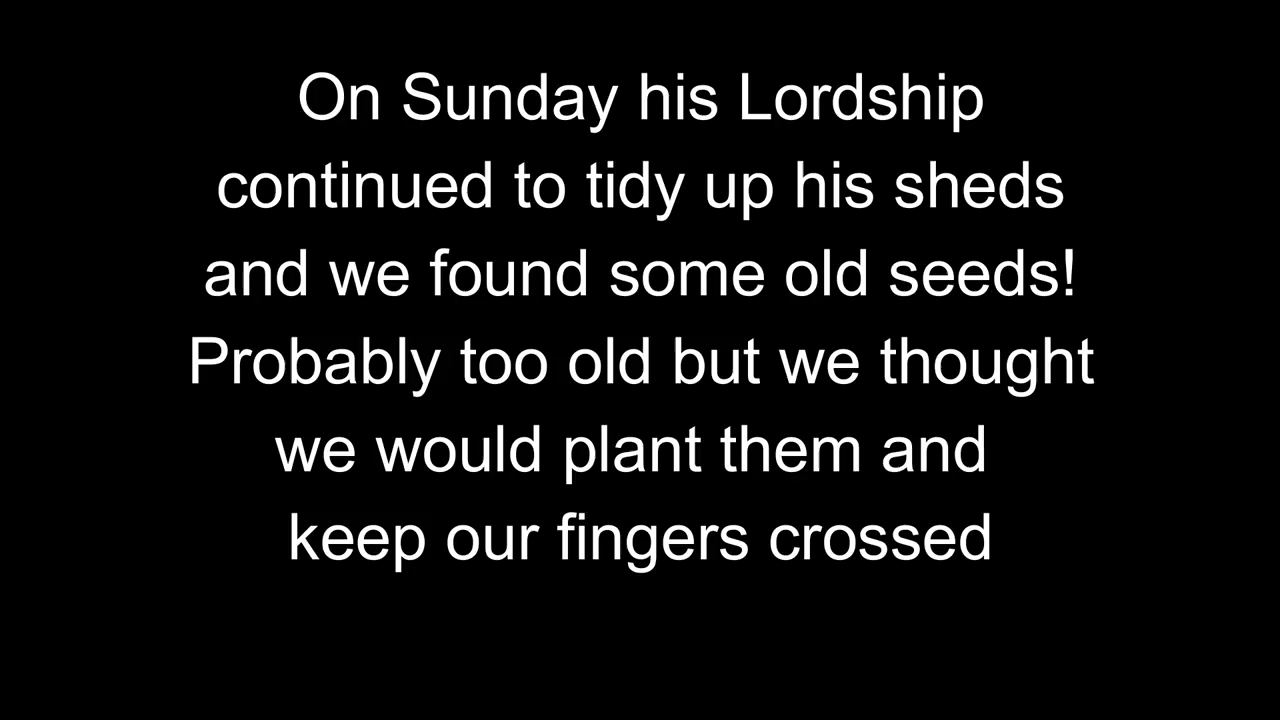 On Sunday his Lordship
continued to tidy up his sheds
and we found some old seeds!
Probably too old but we thought
we would plant them and
keep our fingers crossed